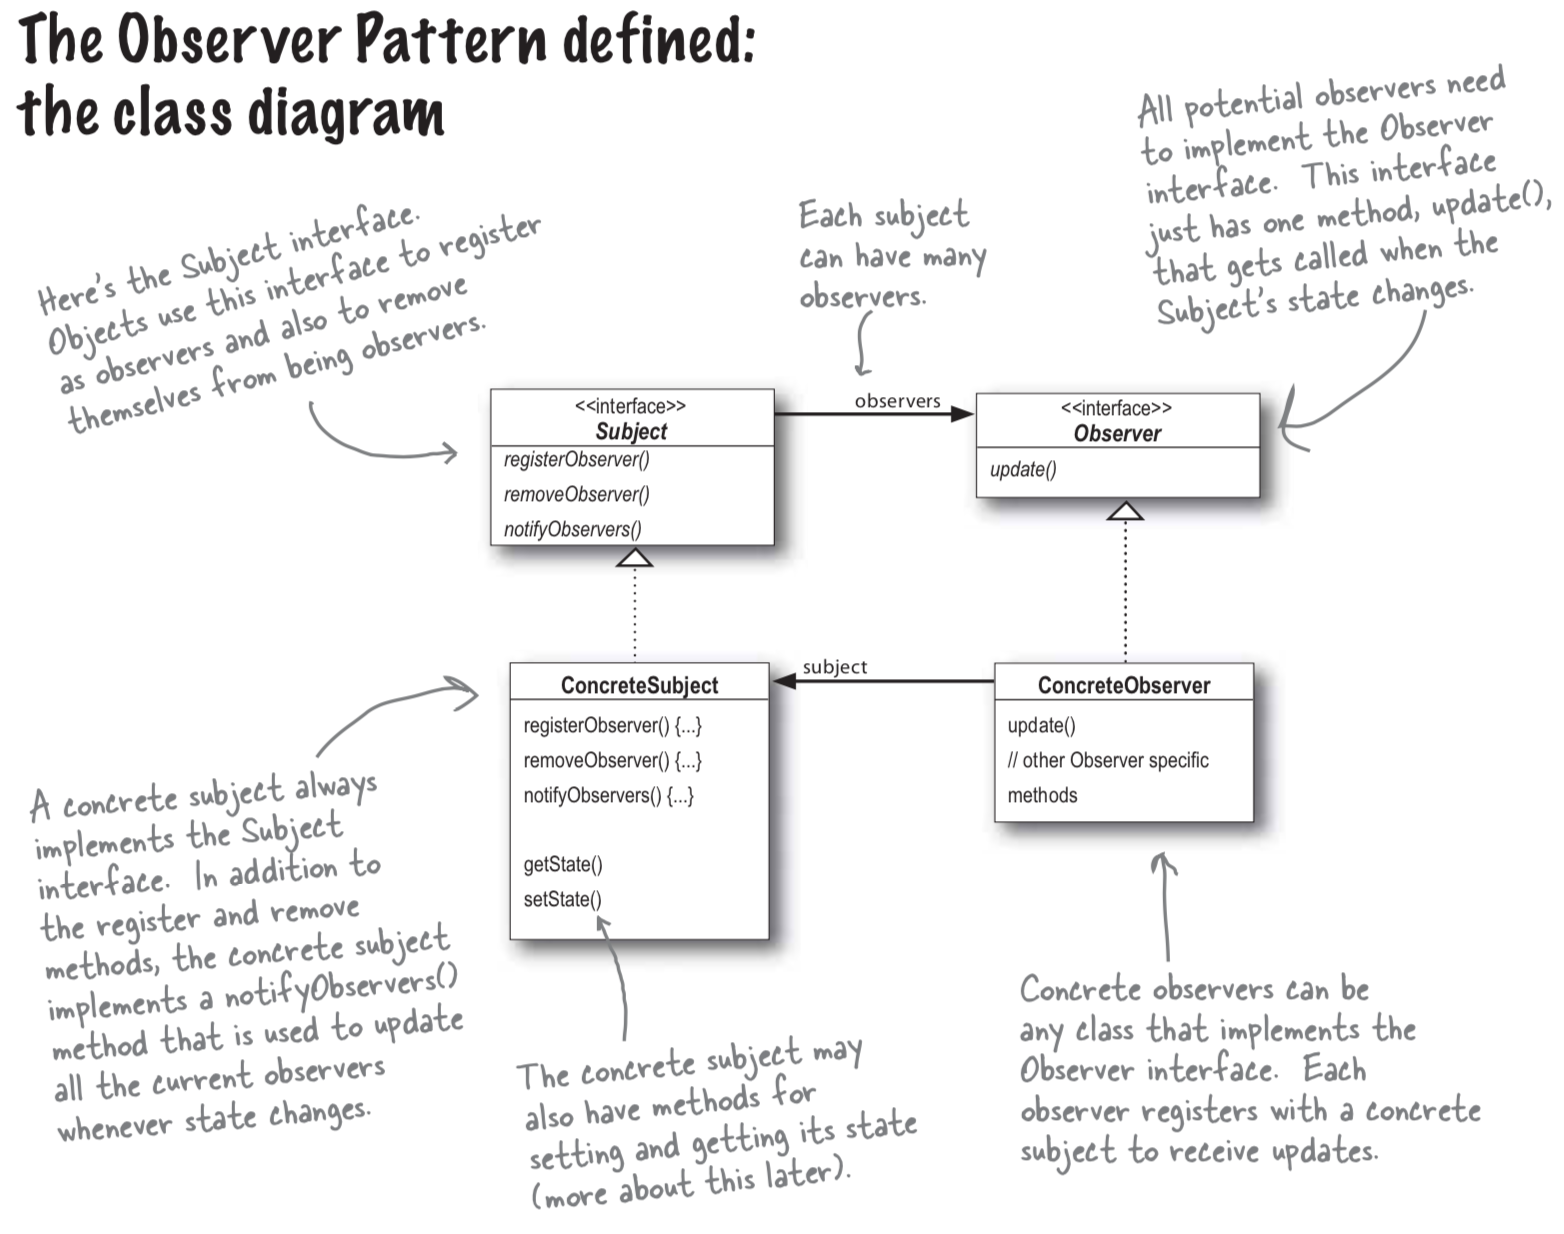 The Observer Pattern defined:
the class diagram
Here's the Subject interface.
Objects use this interface to register
as observers and also to remove
themselves from being observers.
Each subject
can have many
observers.
All potential observers need
to implement the Observer
interface. This interface
just has one method, update(),
that gets called when the
Subject's state changes.
<<interface>>
Subject
registerObserver()
removeObserver()
notifyObservers()
observers
<<interface>>
Observer
update()
ConcreteSubject
registerObserver() {...}
removeObserver() {...}
notifyObservers() {...}
getState()
setState()
subject
ConcreteObserver
update()
// other Observer specific
methods
A concrete subject always
implements the Subject
interface. In addition to
the register and remove
methods, the concrete subject
implements a notifyObservers()
method that is used to update
all the current observers
whenever state changes.
The concrete subject may
also have methods for
setting and getting its state
(more about this later).
Concrete observers can be
any class that implements the
Observer interface. Each
observer registers with a concrete
subject to receive updates.